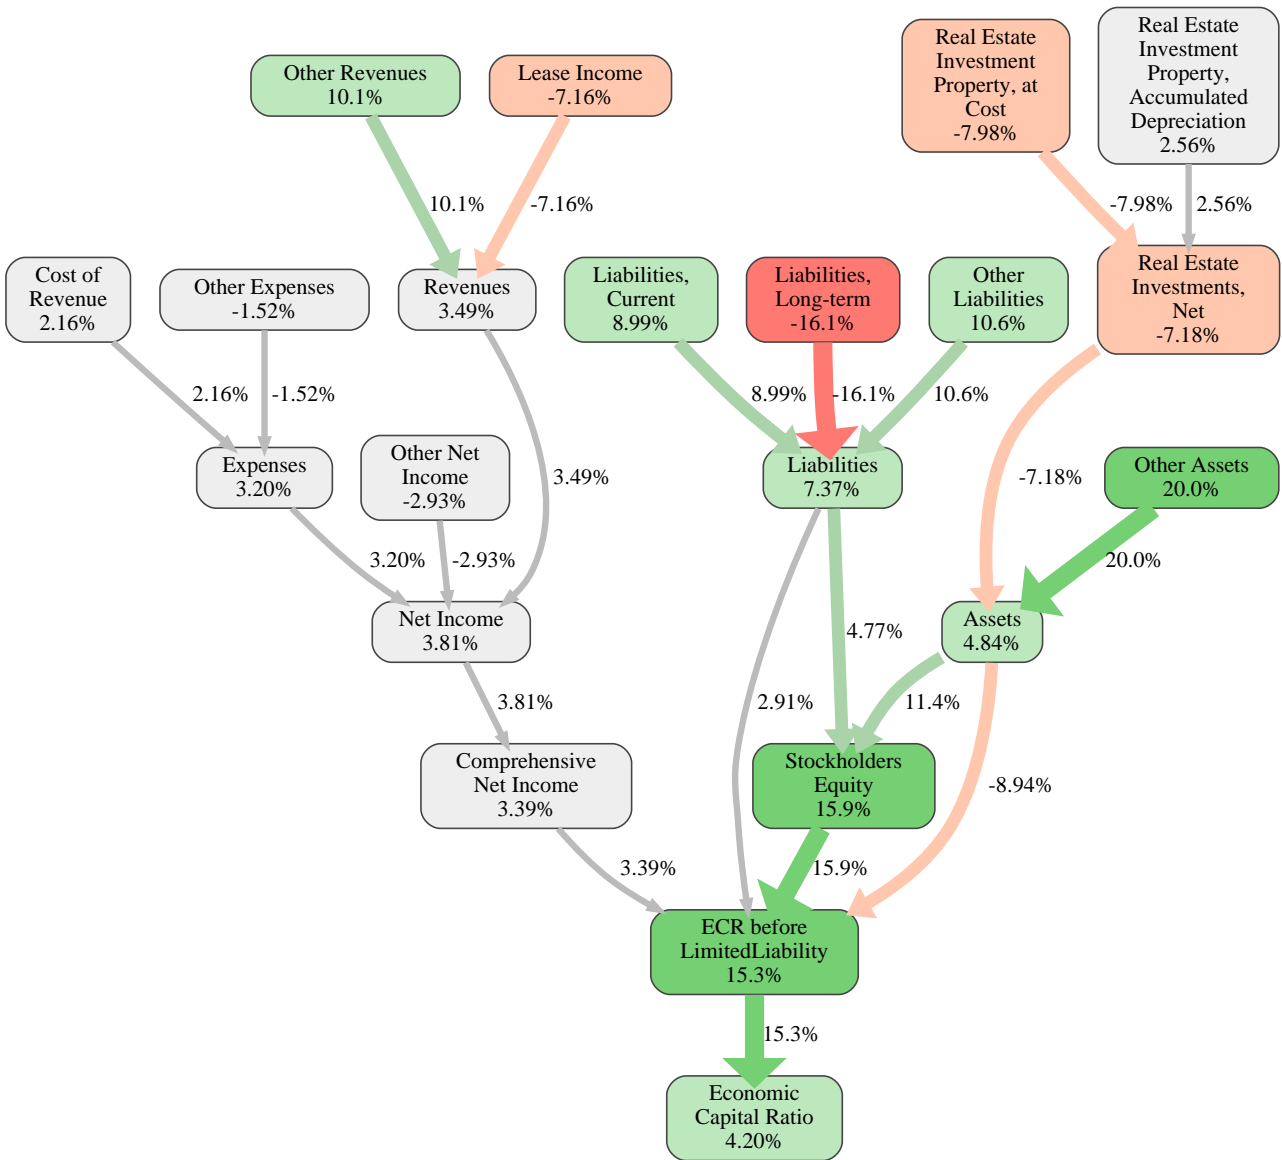 Real Estate
Investment
Property, at
Cost
-7.98%
Real Estate
Investment
Property,
Accumulated
Depreciation
2.56%
Other Revenues
10.1%
Lease Income
-7.16%
10.1%
-7.16%
-7.98%
2.56%
Cost of
Revenue
2.16%
Other Expenses
-1.52%
Revenues
3.49%
Liabilities,
Current
8.99%
Liabilities,
Long-term
-16.1%
Other
Liabilities
10.6%
Real Estate
Investments,
Net
-7.18%
2.16%
-1.52%
8.99%
-16.1%
10.6%
Expenses
3.20%
Other Net
Income
-2.93%
3.49%
Liabilities
7.37%
-7.18%
Other Assets
20.0%
3.20%
-2.93%
20.0%
Net Income
3.81%
4.77%
Assets
4.84%
3.81%
2.91%
11.4%
Comprehensive
Net Income
3.39%
Stockholders
Equity
15.9%
-8.94%
3.39%
15.9%
ECR before
LimitedLiability
15.3%
15.3%
Economic
Capital Ratio
4.20%